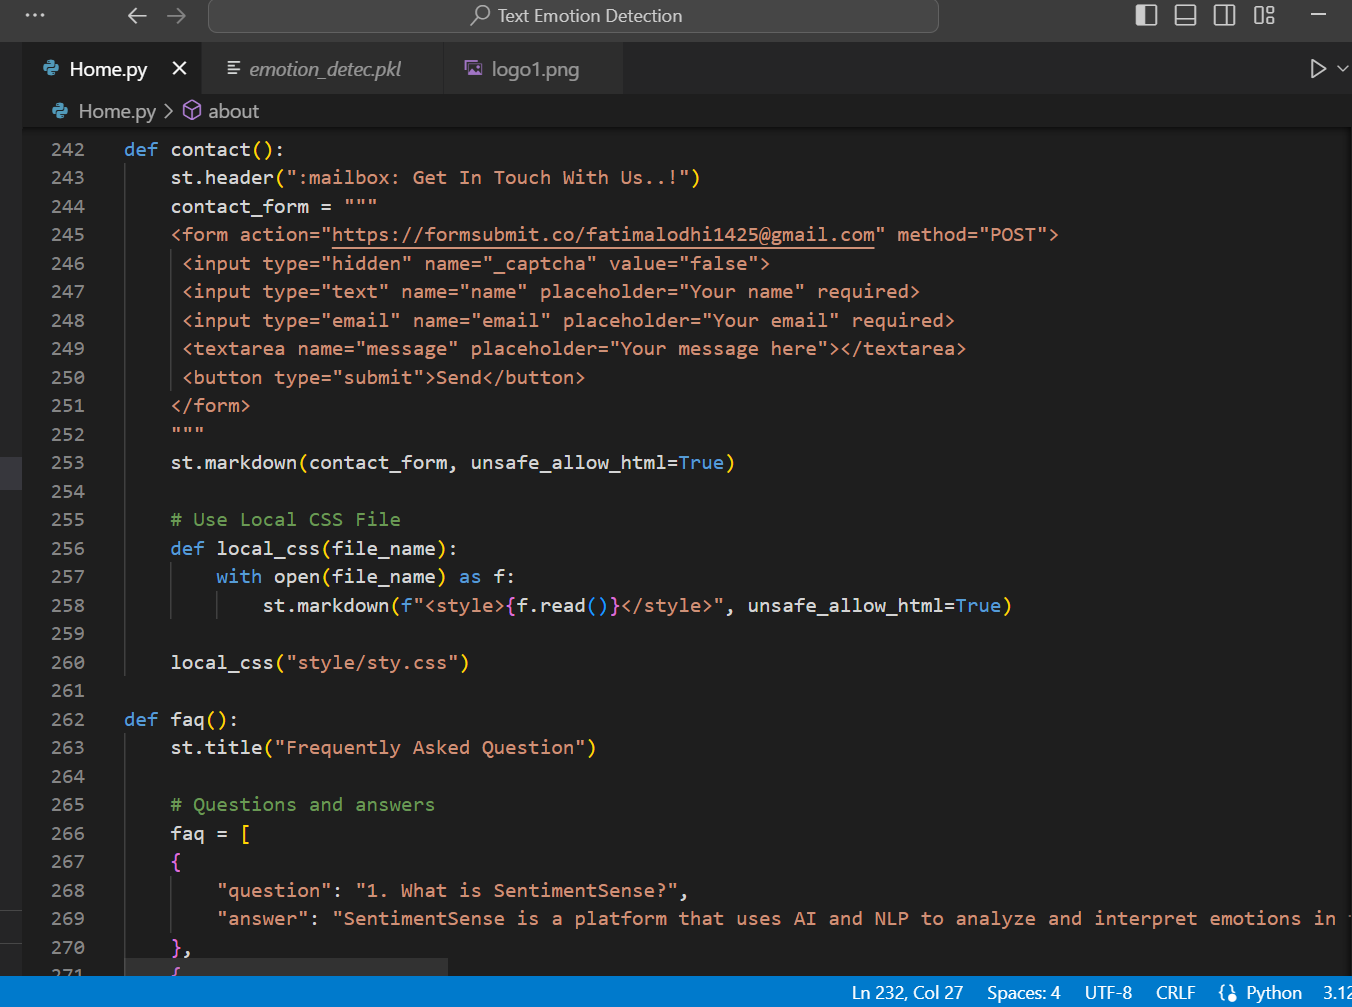 Text Emotion Detection
Home.py
emotion_detec.pkl
logo1.png
Home.py > about
242 def contact():
243     st.header(":mailbox: Get In Touch With Us..!")
244     contact_form = """
245     <form action="https://formsubmit.co/fatimalodhi1425@gmail.com" method="POST">
246      <input type="hidden" name="_captcha" value="false">
247      <input type="text" name="name" placeholder="Your name" required>
248      <input type="email" name="email" placeholder="Your email" required>
249      <textarea name="message" placeholder="Your message here"></textarea>
250      <button type="submit">Send</button>
251     </form>
252     """
253     st.markdown(contact_form, unsafe_allow_html=True)
254
255     # Use Local CSS File
256     def local_css(file_name):
257         with open(file_name) as f:
258             st.markdown(f"<style>{f.read()}</style>", unsafe_allow_html=True)
259
260     local_css("style/sty.css")
261
262 def faq():
263     st.title("Frequently Asked Question")
264
265     # Questions and answers
266     faq = [
267     {
268         "question": "1. What is SentimentSense?",
269         "answer": "SentimentSense is a platform that uses AI and NLP to analyze and interpret emotions in
270     },
271     {
Ln 232, Col 27 Spaces: 4 UTF-8 CRLF Python 3.12